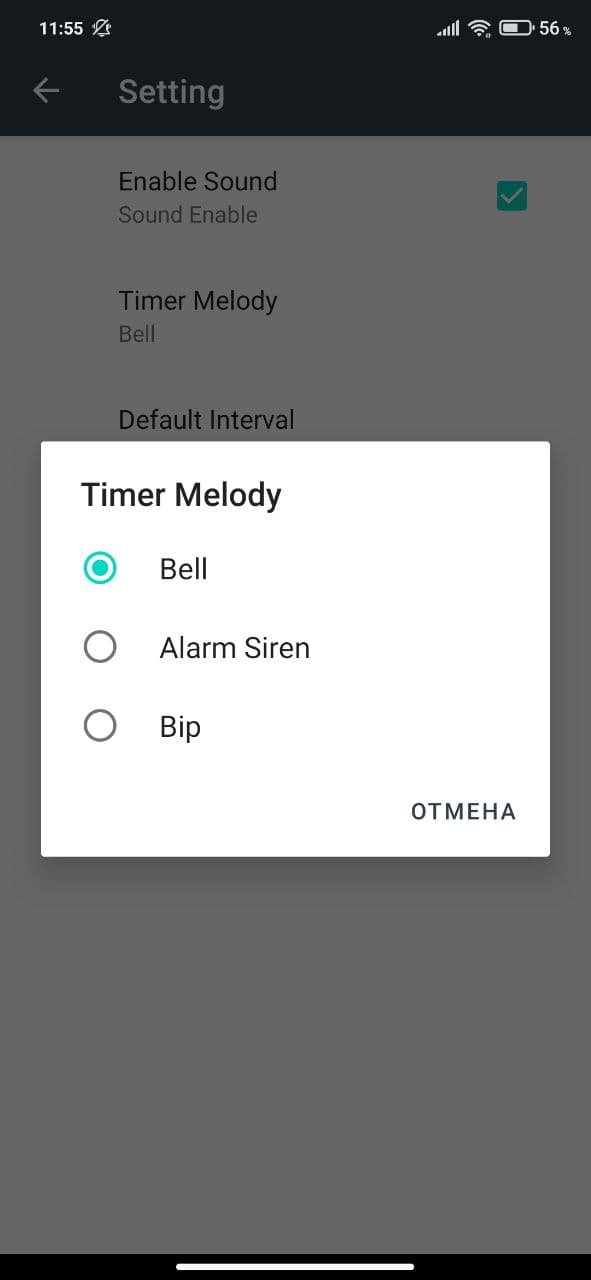 11:55
56 %
Setting
Enable Sound
Sound Enable
Timer Melody
Bell
Default Interval
Timer Melody
Bell
Alarm Siren
Bip
ОТМЕНА